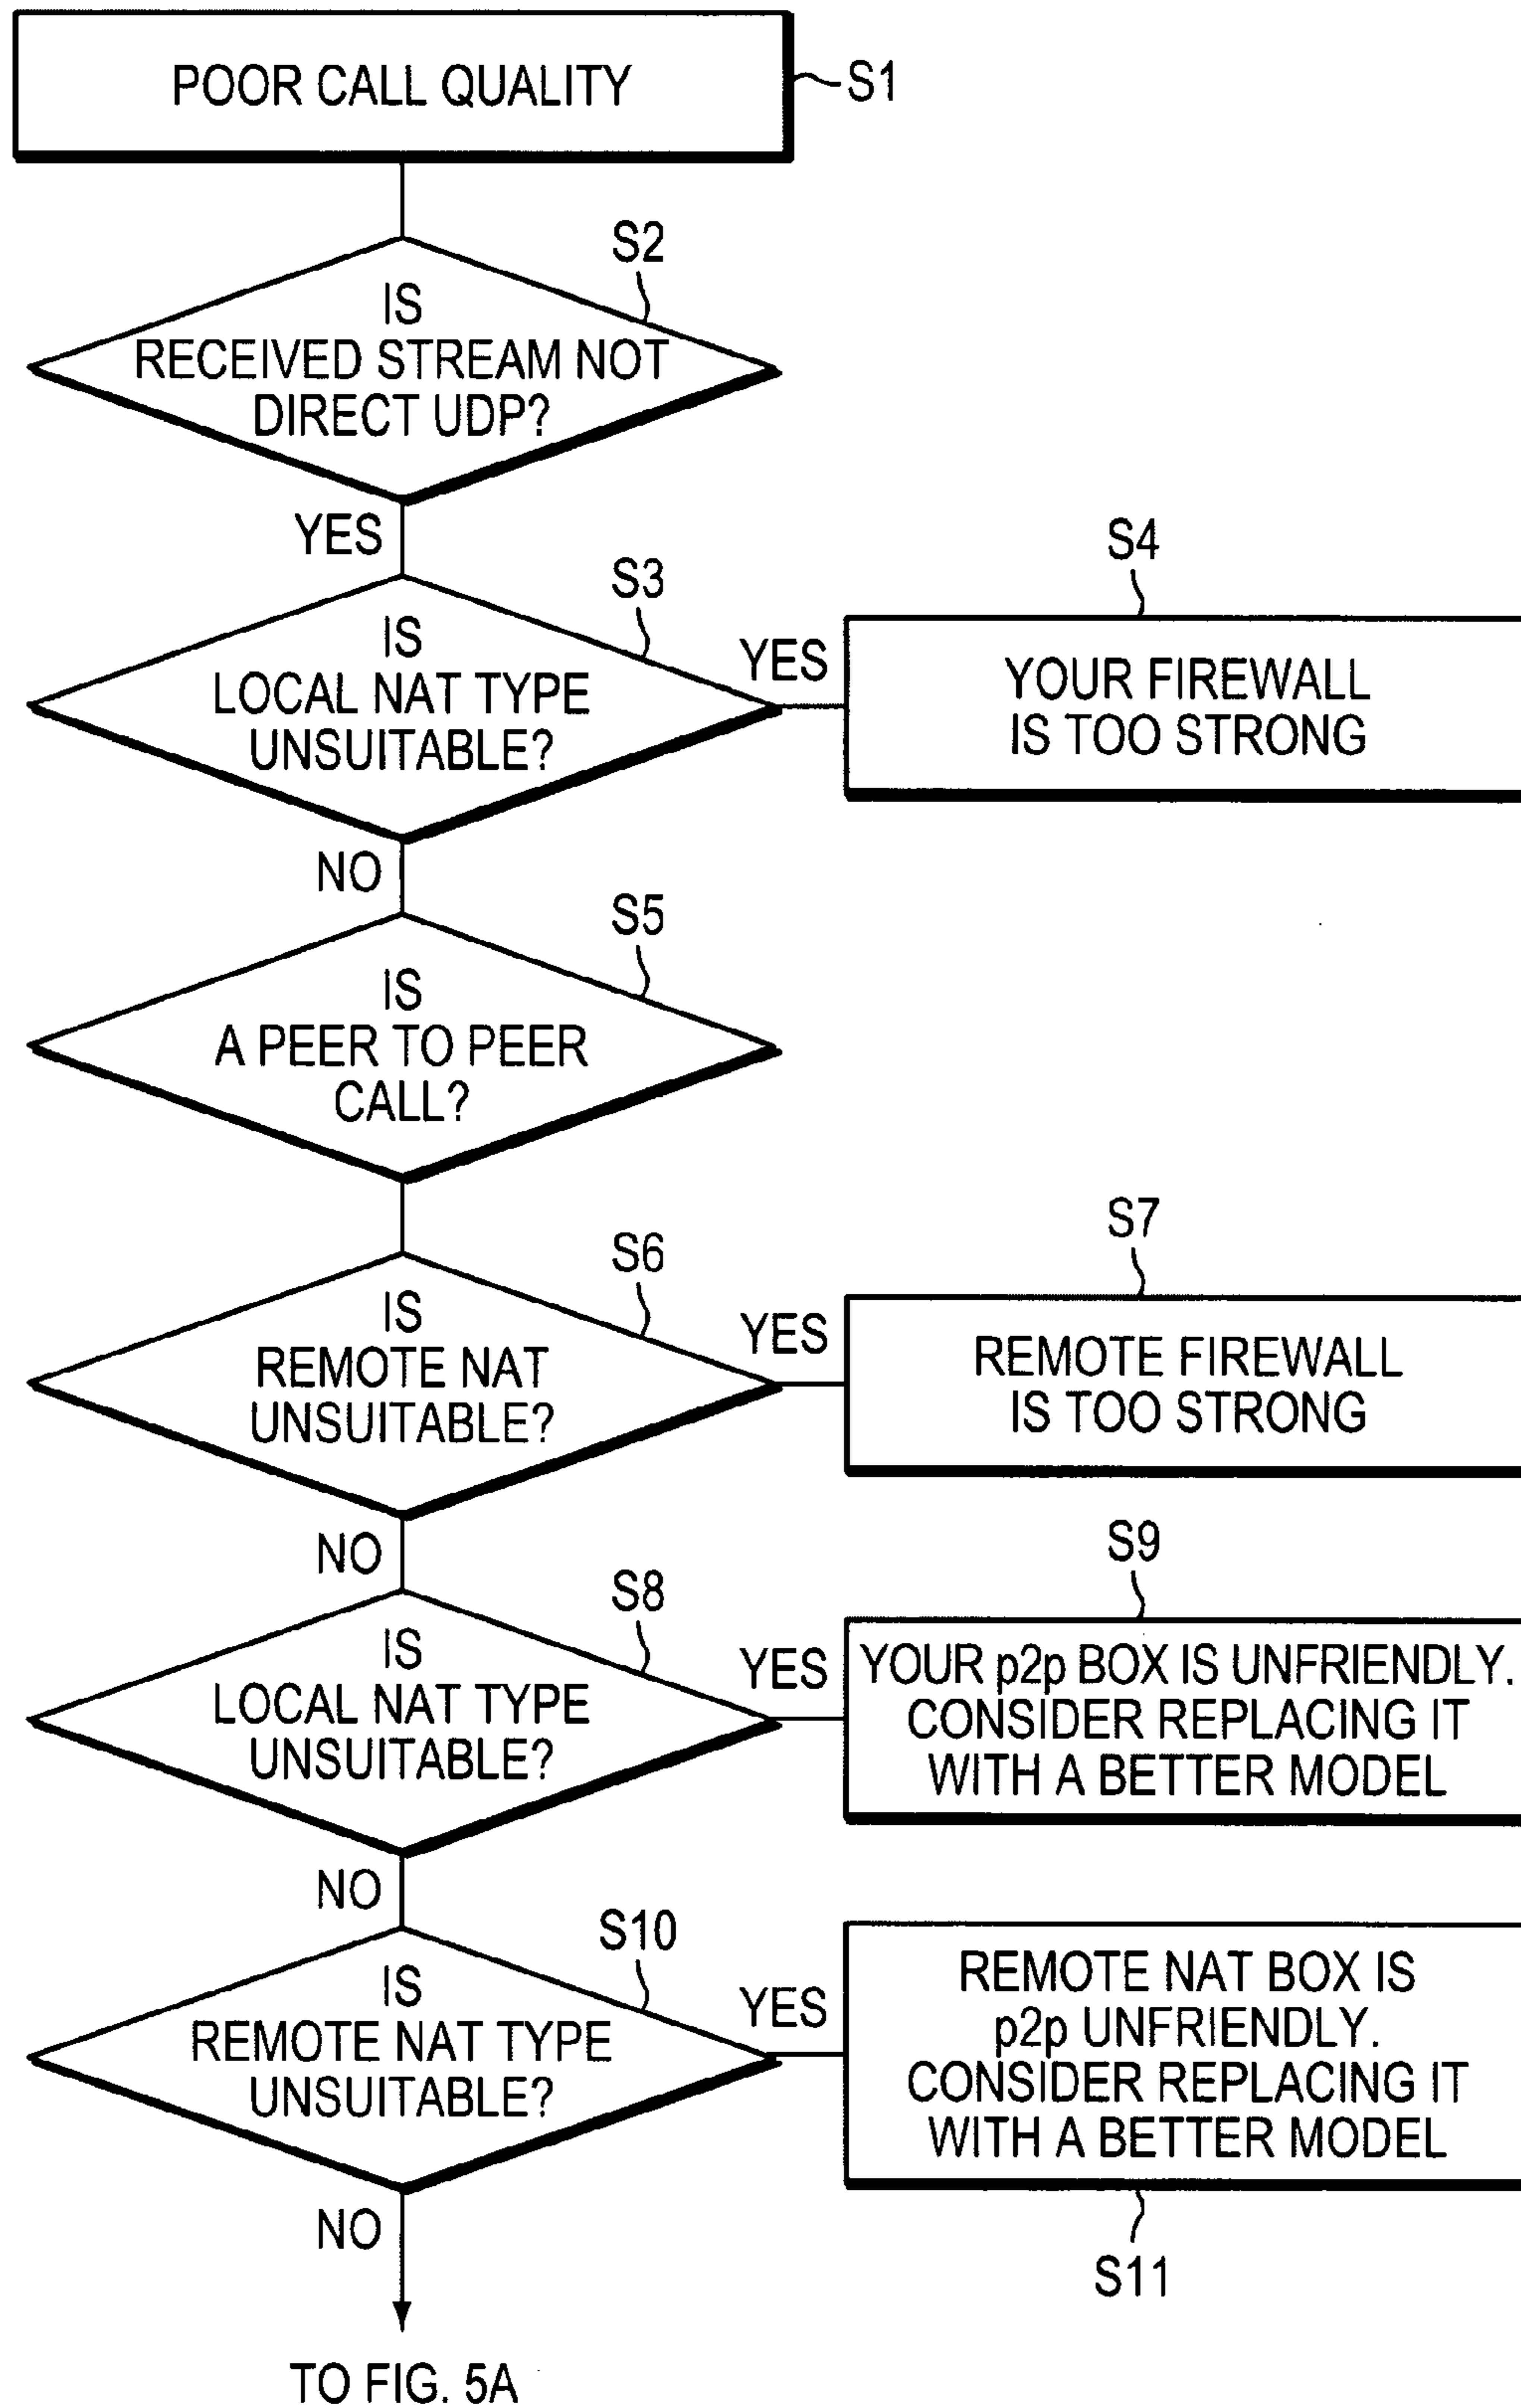 POOR CALL QUALITY
S1
S2
IS
RECEIVED STREAM NOT
DIRECT UDP?
YES
S3
IS
LOCAL NAT TYPE
UNSUITABLE?
YES
S4
YOUR FIREWALL
IS TOO STRONG
NO
S5
IS
A PEER TO PEER
CALL?
S6
IS
REMOTE NAT
UNSUITABLE?
YES
S7
REMOTE FIREWALL
IS TOO STRONG
NO
S8
IS
LOCAL NAT TYPE
UNSUITABLE?
YES
S9
YOUR p2p BOX IS UNFRIENDLY.
CONSIDER REPLACING IT
WITH A BETTER MODEL
NO
S10
IS
REMOTE NAT TYPE
UNSUITABLE?
YES
REMOTE NAT BOX IS
p2p UNFRIENDLY.
CONSIDER REPLACING IT
WITH A BETTER MODEL
S11
NO
TO FIG. 5A